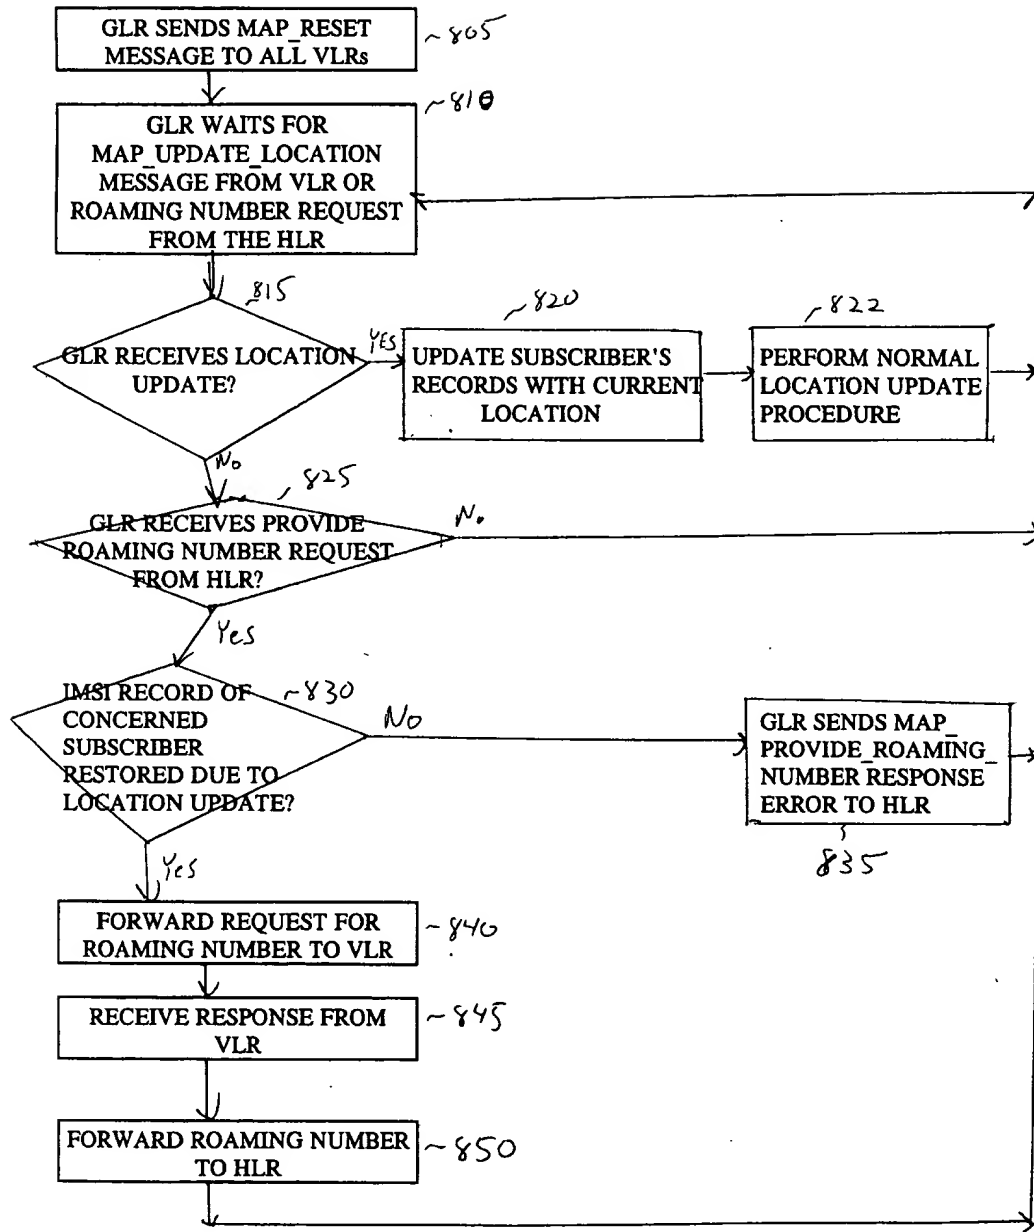 GLR SENDS MAP_RESET
MESSAGE TO ALL VLRs
~805
~810
GLR WAITS FOR
MAP_UPDATE_LOCATION
MESSAGE FROM VLR OR
ROAMING NUMBER REQUEST
FROM THE HLR
815
GLR RECEIVES LOCATION
UPDATE?
YES
~820
UPDATE SUBSCRIBER'S
RECORDS WITH CURRENT
LOCATION
822
PERFORM NORMAL
LOCATION UPDATE
PROCEDURE
No
825
GLR RECEIVES PROVIDE
ROAMING NUMBER REQUEST
FROM HLR?
No
Yes
~830
IMSI RECORD OF
CONCERNED
SUBSCRIBER
RESTORED DUE TO
LOCATION UPDATE?
No
GLR SENDS MAP_
PROVIDE_ROAMING_
NUMBER RESPONSE
ERROR TO HLR
835
Yes
FORWARD REQUEST FOR
ROAMING NUMBER TO VLR
~840
RECEIVE RESPONSE FROM
VLR
~845
FORWARD ROAMING NUMBER
TO HLR
~850